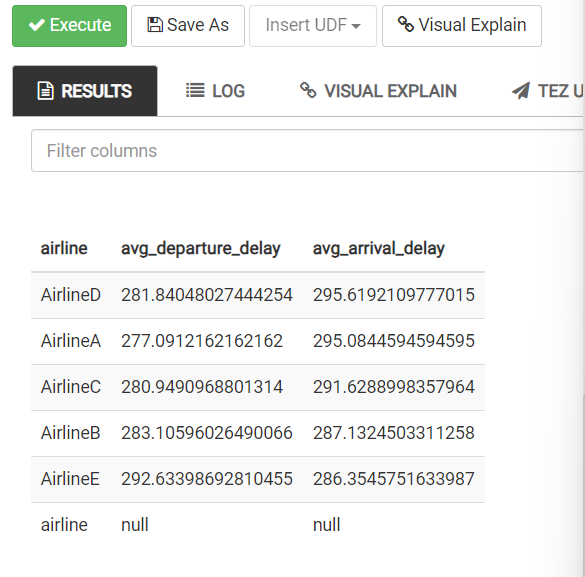 Execute Save As Insert UDF Visual Explain
RESULTS LOG VISUAL EXPLAIN TEZ U
Filter columns
airline avg_departure_delay avg_arrival_delay
AirlineD 281.84048027444254 295.6192109777015
AirlineA 277.0912162162162 295.0844594594595
AirlineC 280.9490968801314 291.6288998357964
AirlineB 283.10596026490066 287.1324503311258
AirlineE 292.63398692810455 286.3545751633987
airline null null